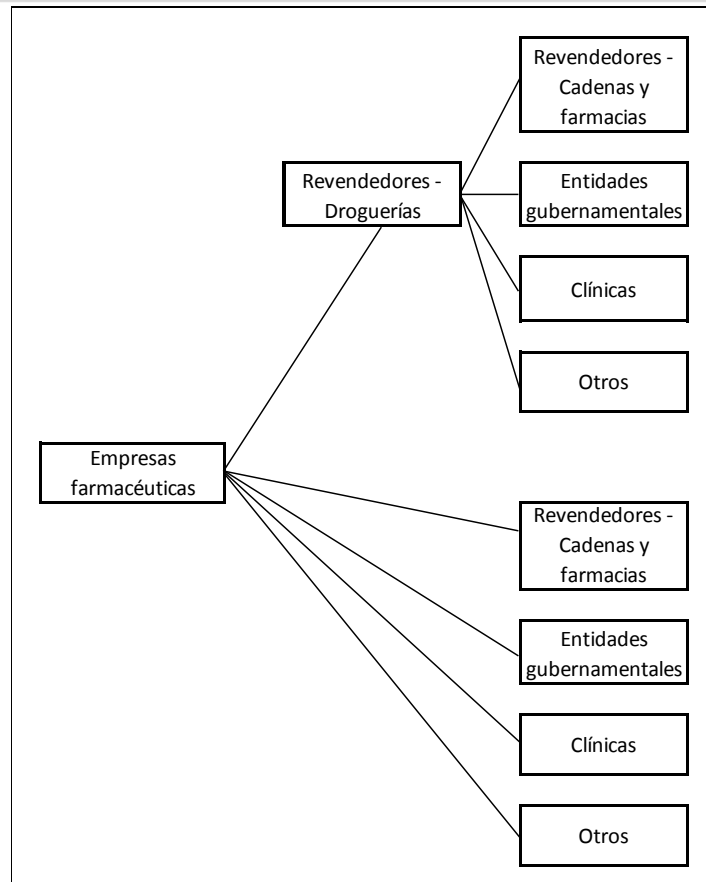 Revendedores -
Cadenas y
farmacias
Revendedores -
Droguerías
Entidades
gubernamentales
Clínicas
Otros
Empresas
farmacéuticas
Revendedores -
Cadenas y
farmacias
Entidades
gubernamentales
Clínicas
Otros